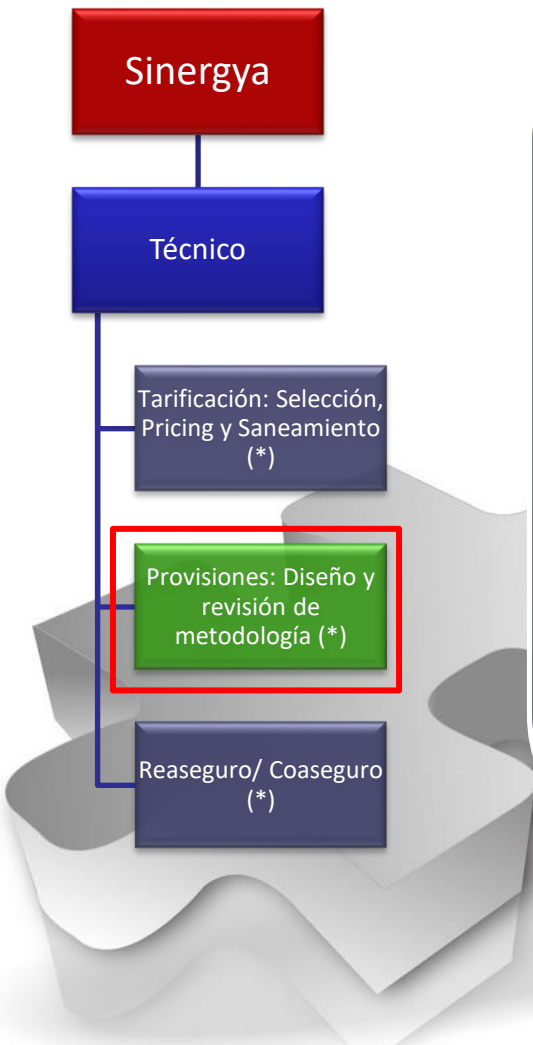 Sinergya
Técnico
Tarificación: Selección,
Pricing y Saneamiento
(*)
Provisiones: Diseño y
revisión de
metodología (*)
Reaseguro/ Coaseguro
(*)